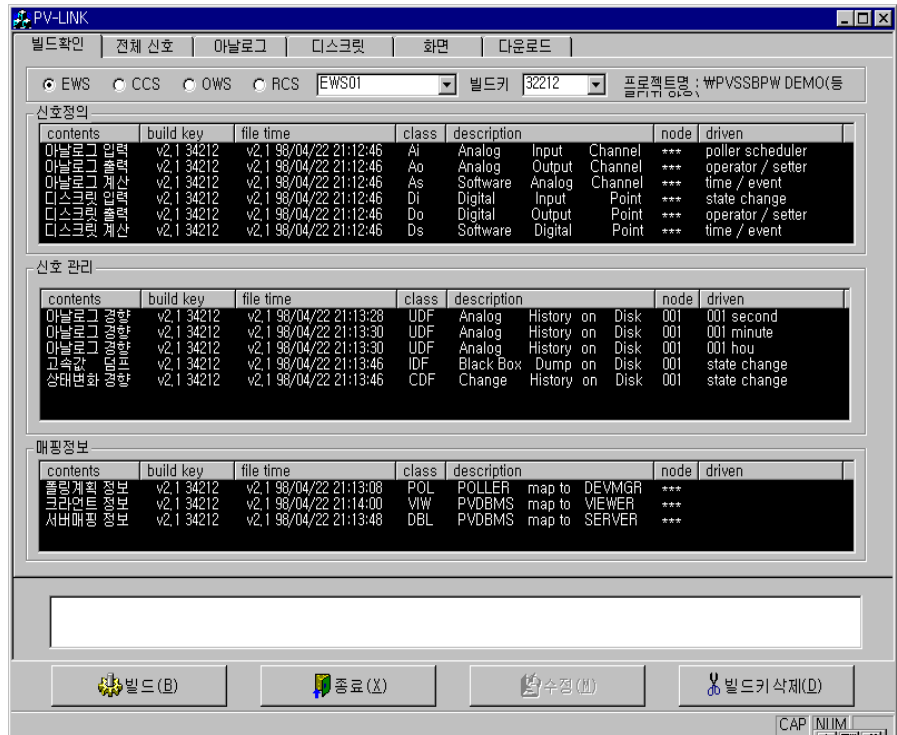 PV-LINK
빌드확인 전체 신호 아날로그 디스크릿 화면 다운로드
EWS CCS OWS RCS EWS01 빌드키 32212 프로젝트명 : ₩PVSSBPW DEMO(등
신호정의
contents build key file time class description node driven
아날로그 입력 v2,1 34212 v2,1 98/04/22 21:12:46 Ai Analog Input Channel *** poller scheduler
아날로그 출력 v2,1 34212 v2,1 98/04/22 21:12:46 Ao Analog Output Channel *** operator / setter
아날로그 계산 v2,1 34212 v2,1 98/04/22 21:12:46 As Software Analog Channel *** time / event
디스크릿 입력 v2,1 34212 v2,1 98/04/22 21:12:46 Di Digital Input Point *** state change
디스크릿 출력 v2,1 34212 v2,1 98/04/22 21:12:46 Do Digital Output Point *** operator / setter
디스크릿 계산 v2,1 34212 v2,1 98/04/22 21:12:46 Ds Software Digital Point *** time / event
신호 관리
contents build key file time class description node driven
아날로그 경향 v2,1 34212 v2,1 98/04/22 21:13:28 UDF Analog History on Disk 001 001 second
아날로그 경향 v2,1 34212 v2,1 98/04/22 21:13:30 UDF Analog History on Disk 001 001 minute
아날로그 경향 v2,1 34212 v2,1 98/04/22 21:13:30 UDF Analog History on Disk 001 001 hou
고속값 덤프 v2,1 34212 v2,1 98/04/22 21:13:46 IDF Black Box Dump on Disk 001 state change
상태변화 경향 v2,1 34212 v2,1 98/04/22 21:13:46 CDF Change History on Disk 001 state change
매핑정보
contents build key file time class description node driven
폴링계획 정보 v2,1 34212 v2,1 98/04/22 21:13:08 POL POLLER map to DEVMGR ***
크라언트 정보 v2,1 34212 v2,1 98/04/22 21:14:00 VIW PVDBMS map to VIEWER ***
서버매핑 정보 v2,1 34212 v2,1 98/04/22 21:13:48 DBL PVDBMS map to SERVER ***
빌드(B) 종료(X) 수정(M) 빌드키 삭제(D)
CAP NUM